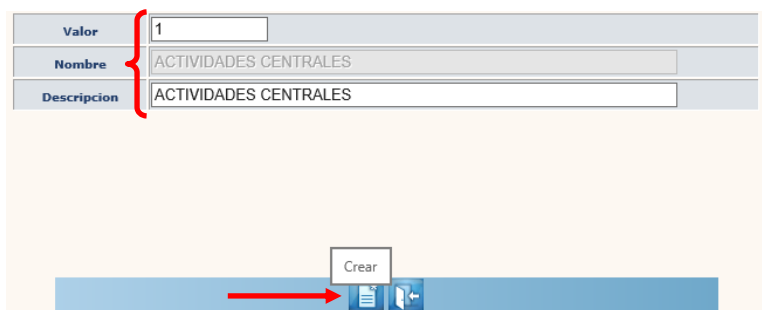 Valor 1
Nombre ACTIVIDADES CENTRALES
Descripcion ACTIVIDADES CENTRALES
Crear